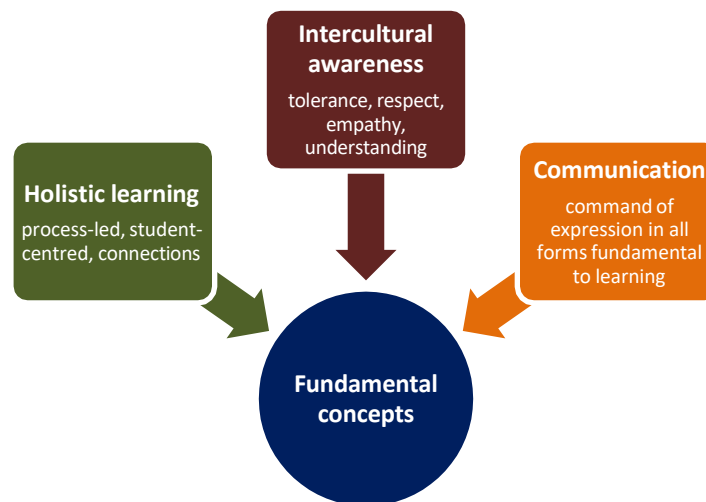 Intercultural
awareness
tolerance, respect,
empathy,
understanding
Holistic learning
process-led, student-
centred, connections
Communication
command of
expression in all
forms fundamental
to learning
Fundamental
concepts